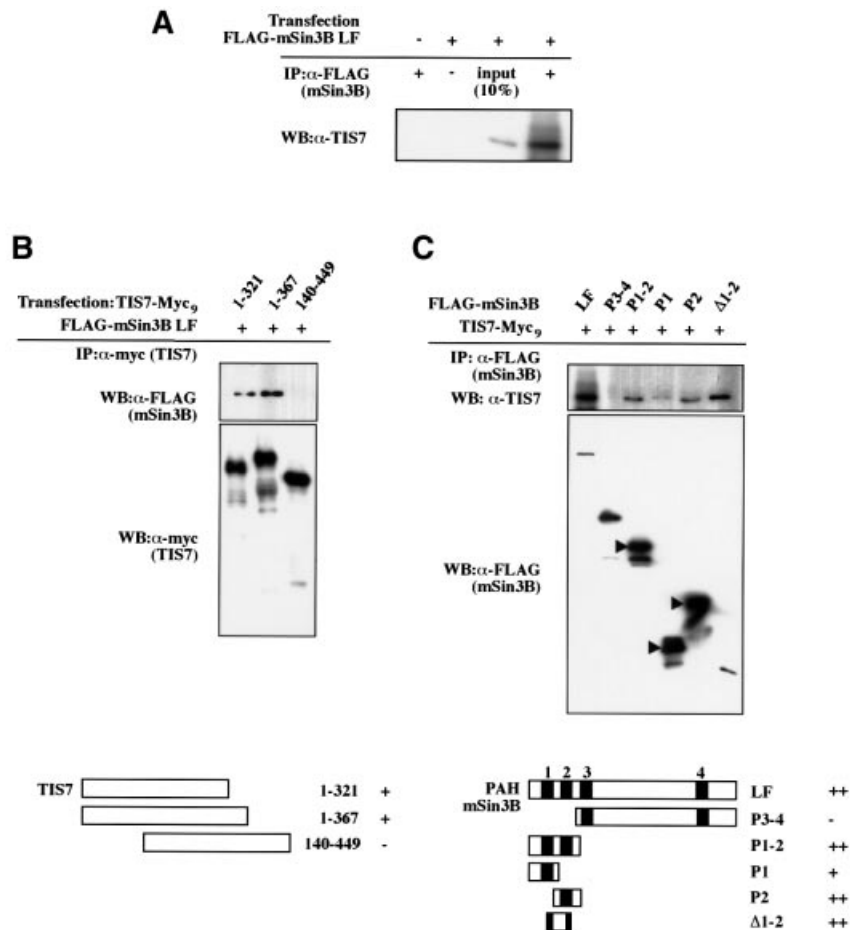 A
Transfection
FLAG-mSin3B LF - + + +
IP:α-FLAG + - input +
(mSin3B) (10%)
WB:α-TIS7
B
1-321 1-367 140-449
Transfection:TIS7-Myc9
FLAG-mSin3B LF + + +
IP:α-myc (TIS7)
WB:α-FLAG
(mSin3B)
WB:α-myc
(TIS7)
TIS7 1-321 +
1-367 +
140-449 -
C
LF P3-4 P1-2 P1 P2 Δ1-2
FLAG-mSin3B
TIS7-Myc9 + + + + + +
IP: α-FLAG
(mSin3B)
WB: α-TIS7
WB:α-FLAG
(mSin3B)
1 2 3 4
PAH LF ++
mSin3B
P3-4 -
P1-2 ++
P1 +
P2 ++
Δ1-2 ++